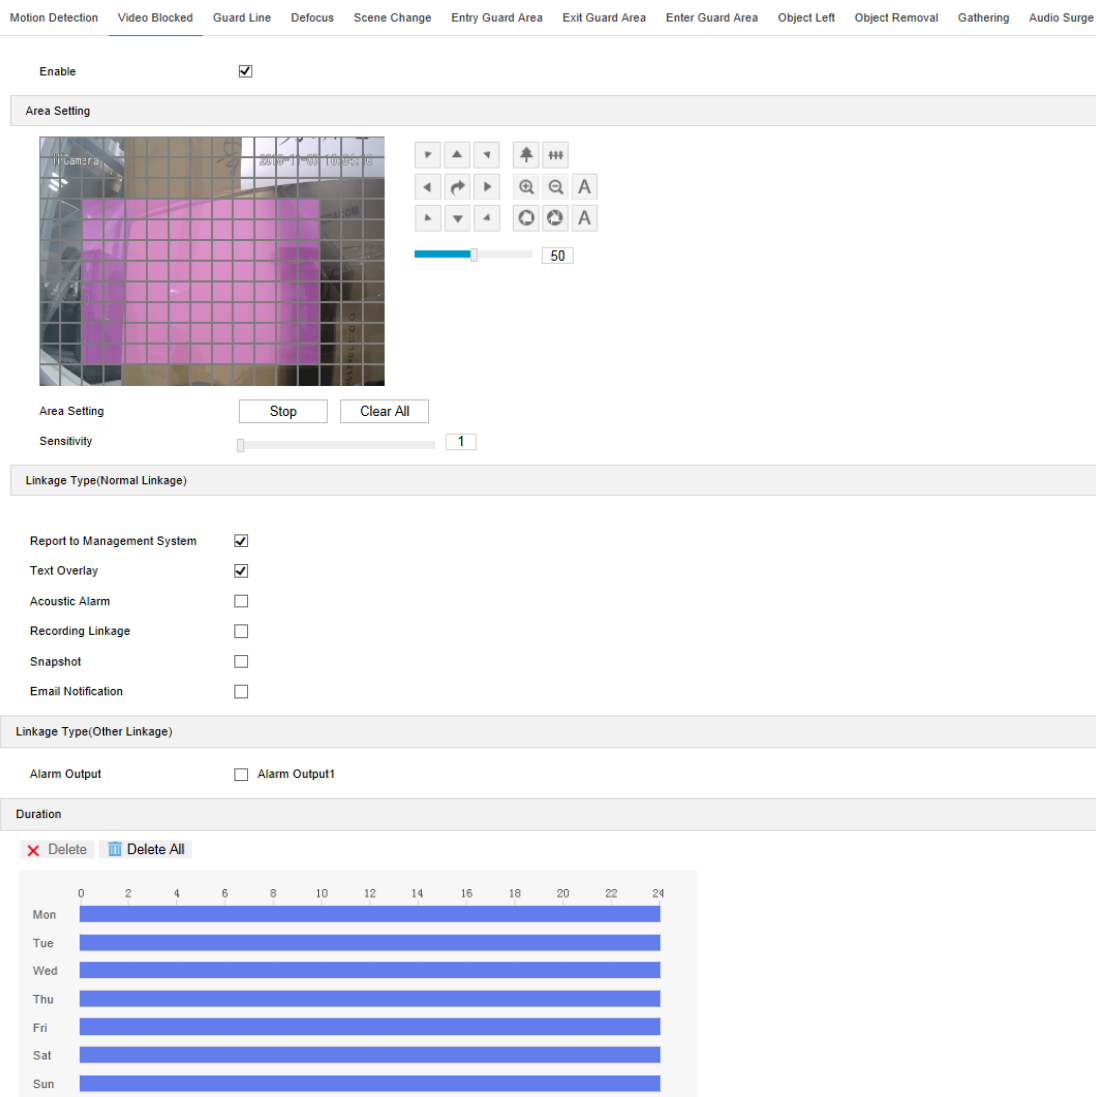 Motion Detection Video Blocked Guard Line Defocus Scene Change Entry Guard Area Exit Guard Area Enter Guard Area Object Left Object Removal Gathering Audio Surge
Enable
Area Setting
A
A
50
Area Setting Stop Clear All
Sensitivity 1
Linkage Type(Normal Linkage)
Report to Management System
Text Overlay
Acoustic Alarm
Recording Linkage
Snapshot
Email Notification
Linkage Type(Other Linkage)
Alarm Output Alarm Output1
Duration
Delete Delete All
0 2 4 6 8 10 12 14 16 18 20 22 24
Mon
Tue
Wed
Thu
Fri
Sat
Sun